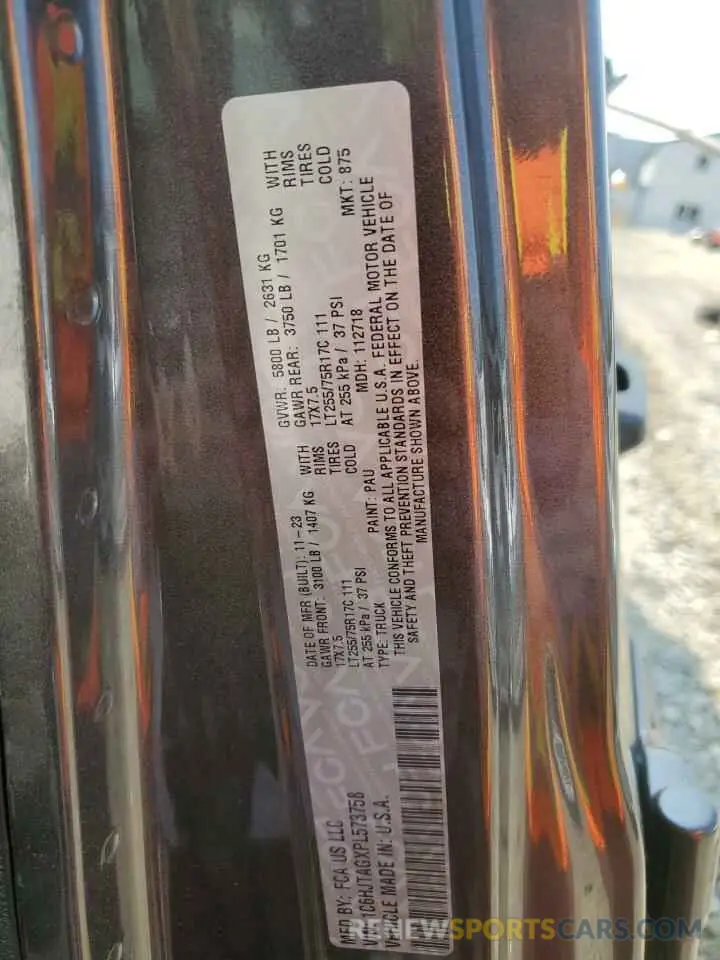 MFD BY: FCA US LLC
DATE OF MFR (BUILT): 11-23
GVWR: 5800 LB / 2631 KG
GAWR FRONT: 3100 LB / 1407 KG WITH
GAWR REAR: 3750 LB / 1701 KG WITH
17X7.5 RIMS
17X7.5 RIMS
LT255/75R17C 111 TIRES
LT255/75R17C 111 TIRES
AT 255 kPa / 37 PSI COLD
AT 255 kPa / 37 PSI COLD
VIN: 1C6HJTAGXPL573758
TYPE: TRUCK PAINT: PAU MDH: 112718 MKT: 875
VEHICLE MADE IN: U.S.A.
THIS VEHICLE CONFORMS TO ALL APPLICABLE U.S.A. FEDERAL MOTOR VEHICLE
SAFETY AND THEFT PREVENTION STANDARDS IN EFFECT ON THE DATE OF
MANUFACTURE SHOWN ABOVE.
RENEWSPORTSCARS.COM